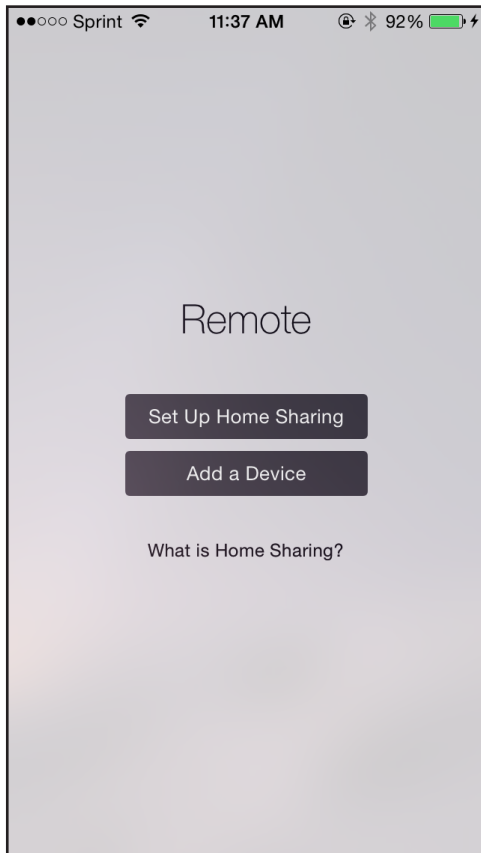 Sprint 11:37 AM 92%
Remote
Set Up Home Sharing
Add a Device
What is Home Sharing?